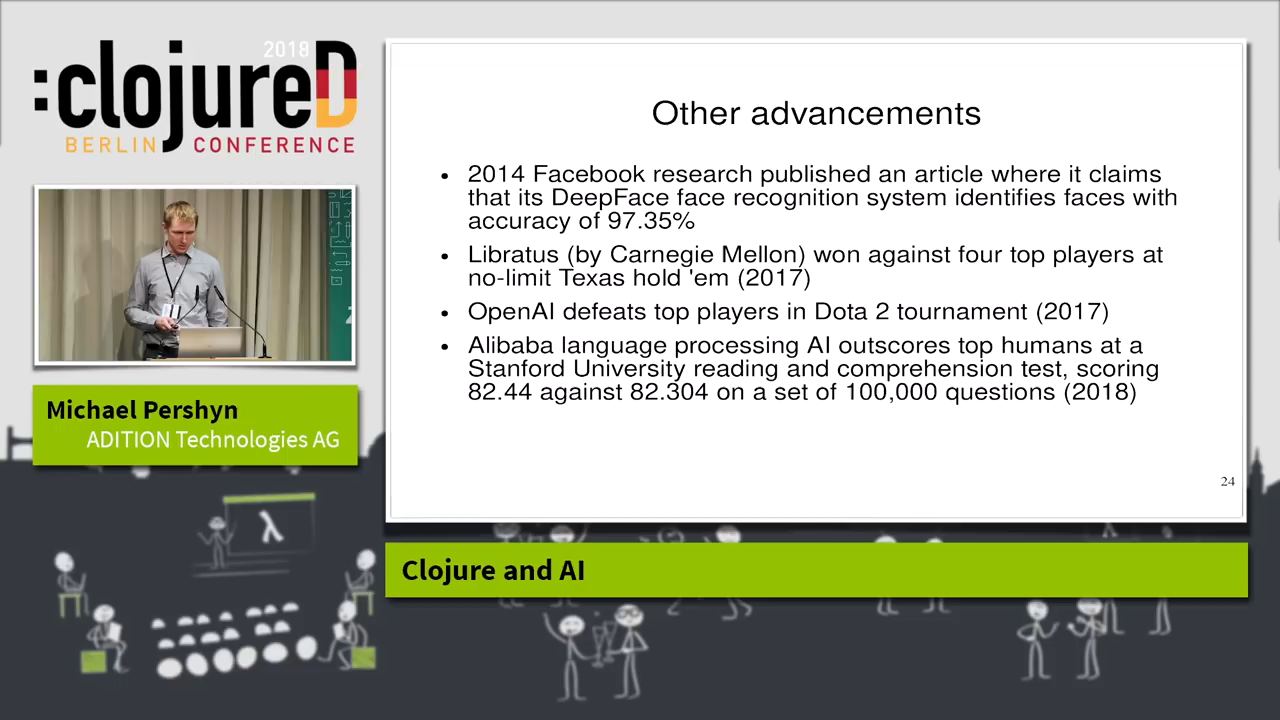 2018
:clojureD
BERLIN CONFERENCE
Michael Pershyn
ADITION Technologies AG
Other advancements
• 2014 Facebook research published an article where it claims
that its DeepFace face recognition system identifies faces with
accuracy of 97.35%
• Libratus (by Carnegie Mellon) won against four top players at
no-limit Texas hold 'em (2017)
• OpenAI defeats top players in Dota 2 tournament (2017)
• Alibaba language processing AI outscores top humans at a
Stanford University reading and comprehension test, scoring
82.44 against 82.304 on a set of 100,000 questions (2018)
24
Clojure and AI
λ